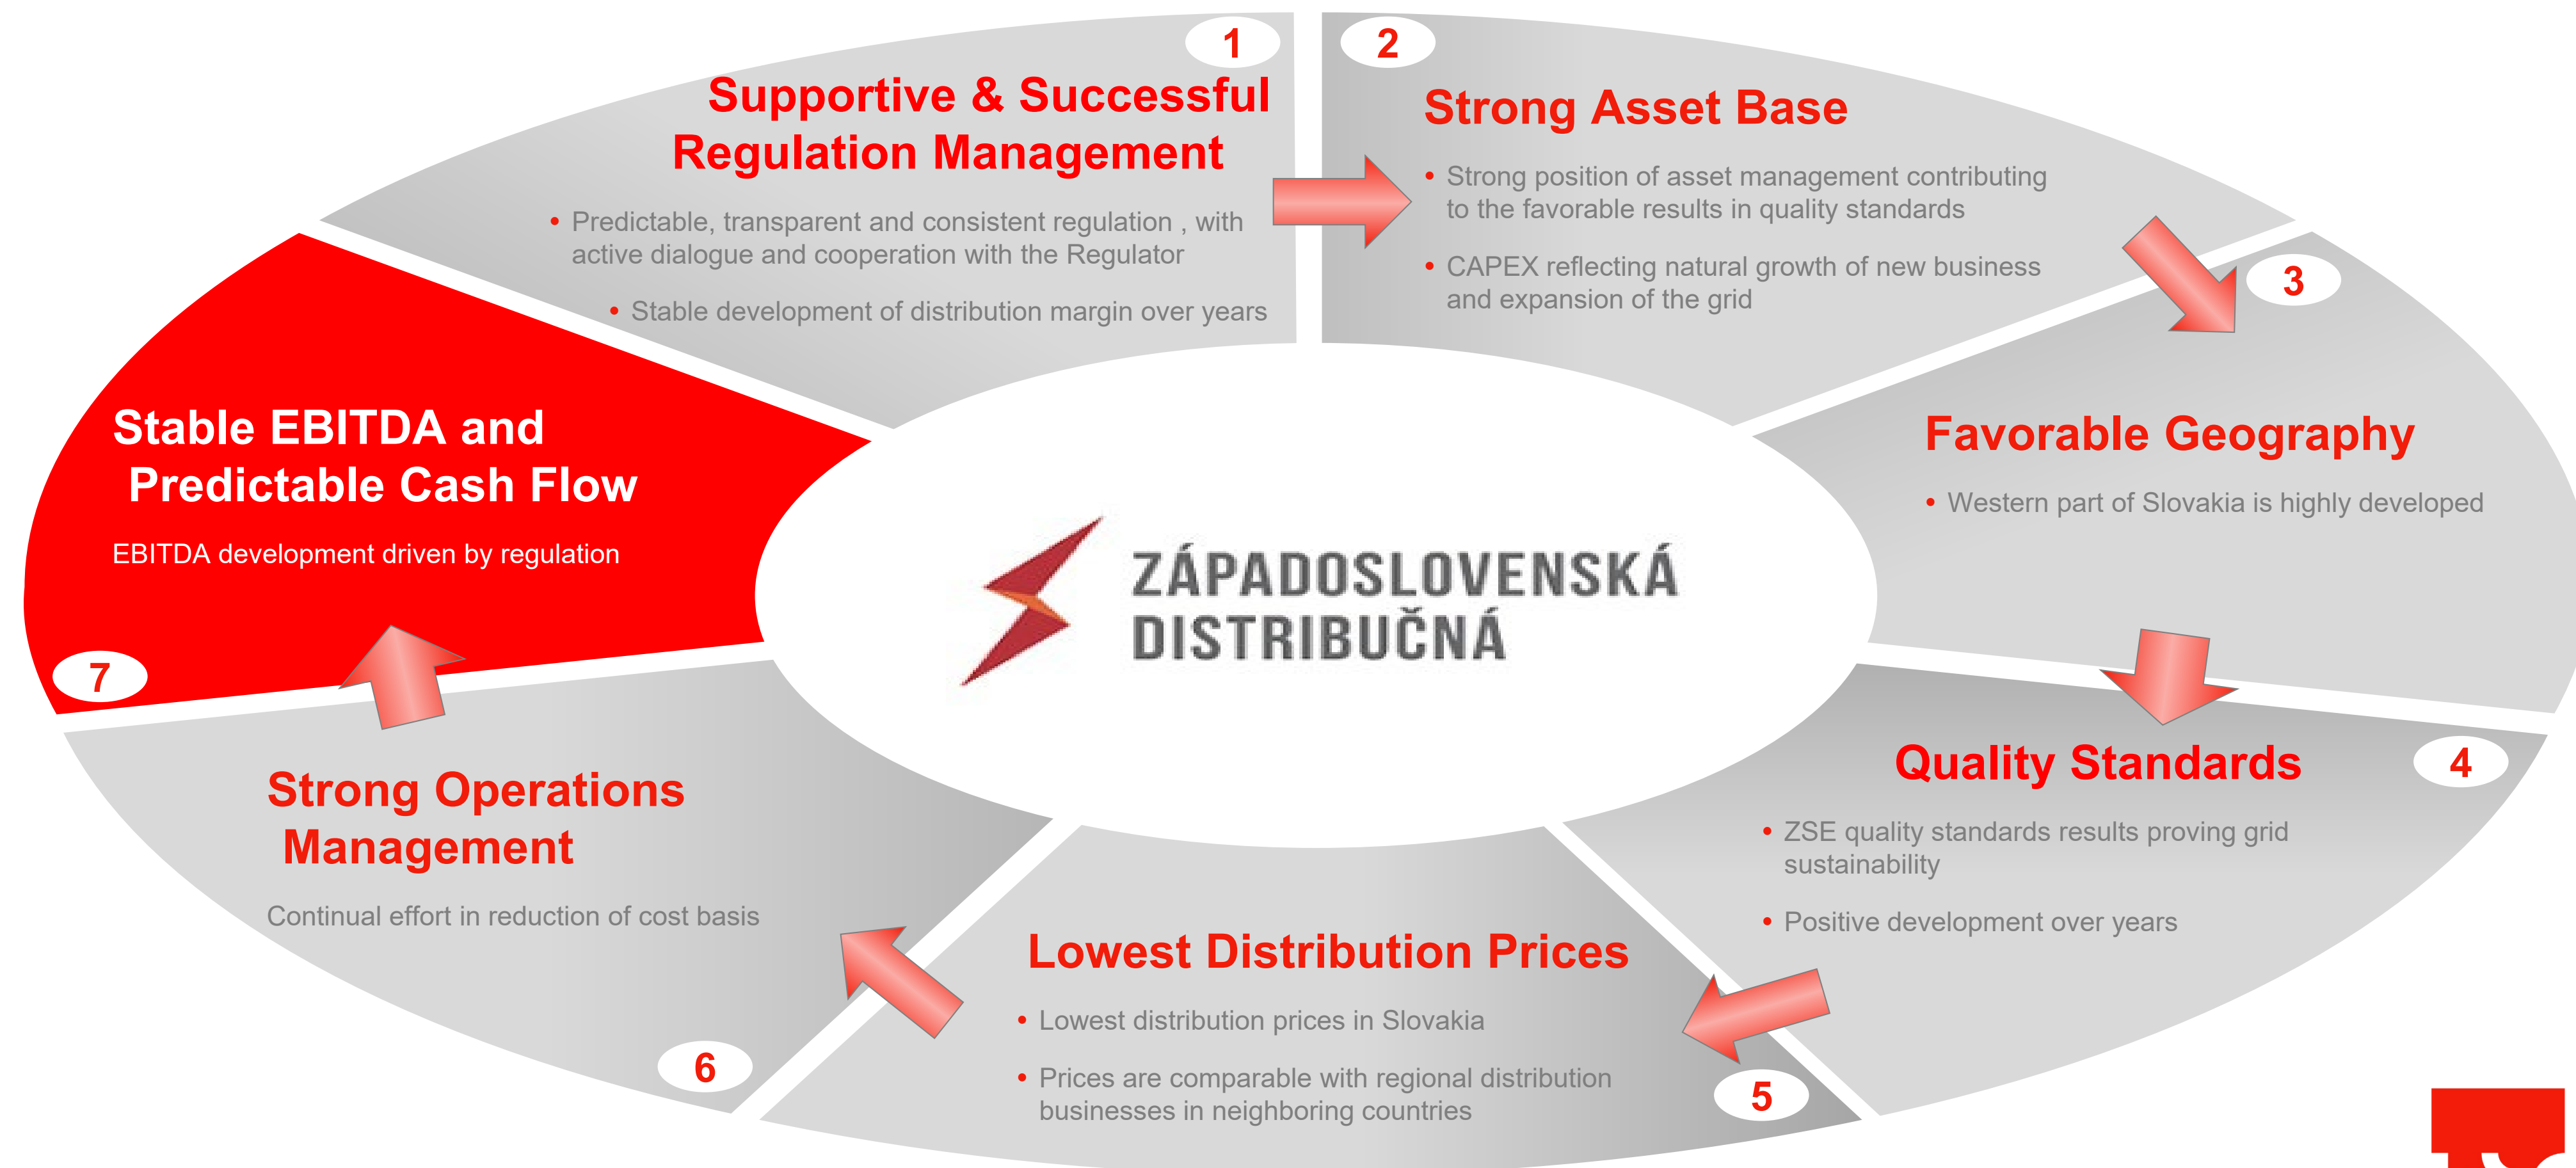 1
Supportive & Successful
Regulation Management
• Predictable, transparent and consistent regulation , with
active dialogue and cooperation with the Regulator
• Stable development of distribution margin over years
2
Strong Asset Base
• Strong position of asset management contributing
to the favorable results in quality standards
• CAPEX reflecting natural growth of new business
and expansion of the grid
3
Favorable Geography
• Western part of Slovakia is highly developed
4
Quality Standards
• ZSE quality standards results proving grid
sustainability
• Positive development over years
5
Lowest Distribution Prices
• Lowest distribution prices in Slovakia
• Prices are comparable with regional distribution
businesses in neighboring countries
6
Strong Operations
Management
Continual effort in reduction of cost basis
7
Stable EBITDA and
Predictable Cash Flow
EBITDA development driven by regulation
ZÁPADOSLOVENSKÁ
DISTRIBUČNÁ